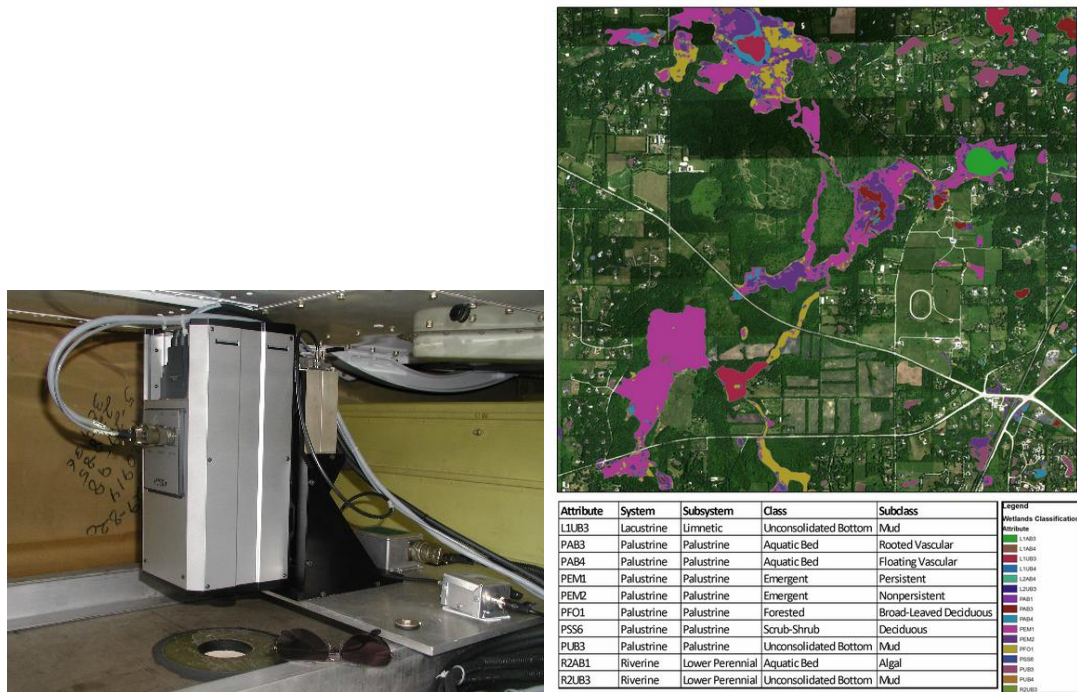 Attribute System Subsystem Class Subclass
L1UB3 Lacustrine Limnetic Unconsolidated Bottom Mud
PAB3 Palustrine Palustrine Aquatic Bed Rooted Vascular
PAB4 Palustrine Palustrine Aquatic Bed Floating Vascular
PEM1 Palustrine Palustrine Emergent Persistent
PEM2 Palustrine Palustrine Emergent Nonpersistent
PFO1 Palustrine Palustrine Forested Broad-Leaved Deciduous
PSS6 Palustrine Palustrine Scrub-Shrub Deciduous
PUB3 Palustrine Palustrine Unconsolidated Bottom Mud
R2AB1 Riverine Lower Perennial Aquatic Bed Algal
R2UB3 Riverine Lower Perennial Unconsolidated Bottom Mud
Legend
Wetlands Classification
Attribute
L1AB3
L1AB4
L1UB3
L1UB4
L2AB4
L2UB3
PAB1
PAB3
PAB4
PEM1
PEM2
PFO1
PSS6
PUB3
PUB4
R2UB3